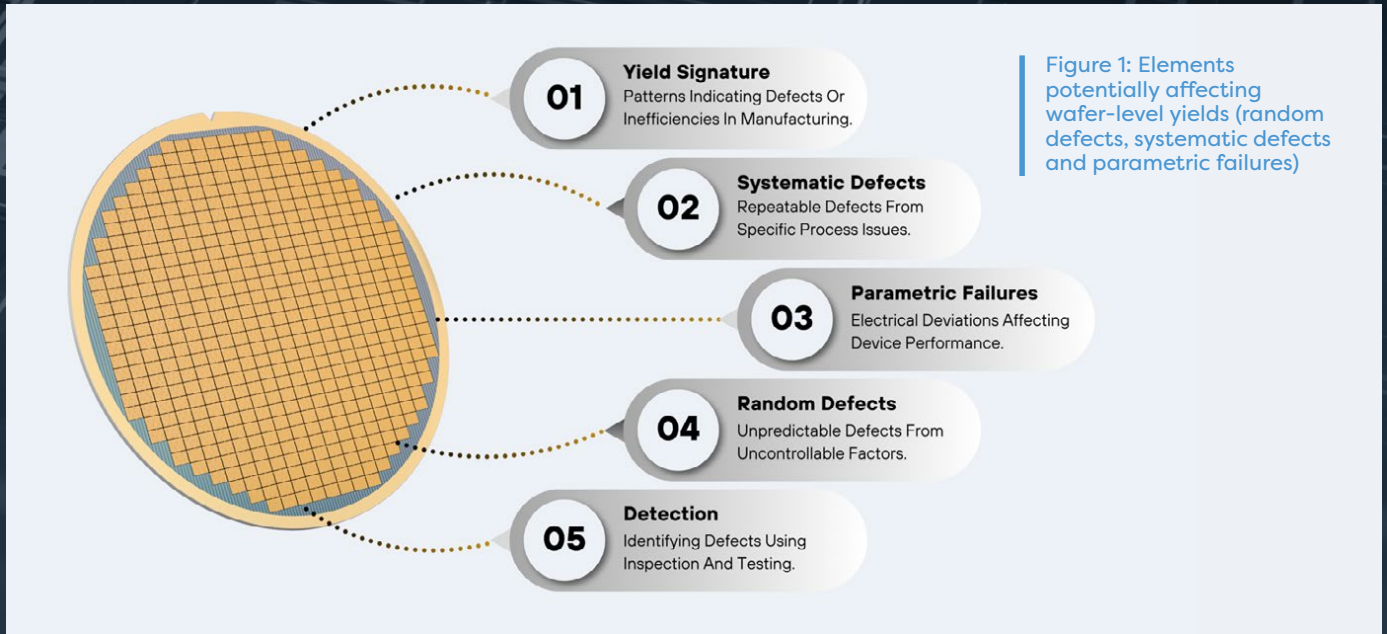 01
Yield Signature
Patterns Indicating Defects Or
Inefficiencies In Manufacturing.
Figure 1: Elements
potentially affecting
wafer-level yields (random
defects, systematic defects
and parametric failures)
02
Systematic Defects
Repeatable Defects From
Specific Process Issues.
03
Parametric Failures
Electrical Deviations Affecting
Device Performance.
04
Random Defects
Unpredictable Defects From
Uncontrollable Factors.
05
Detection
Identifying Defects Using
Inspection And Testing.